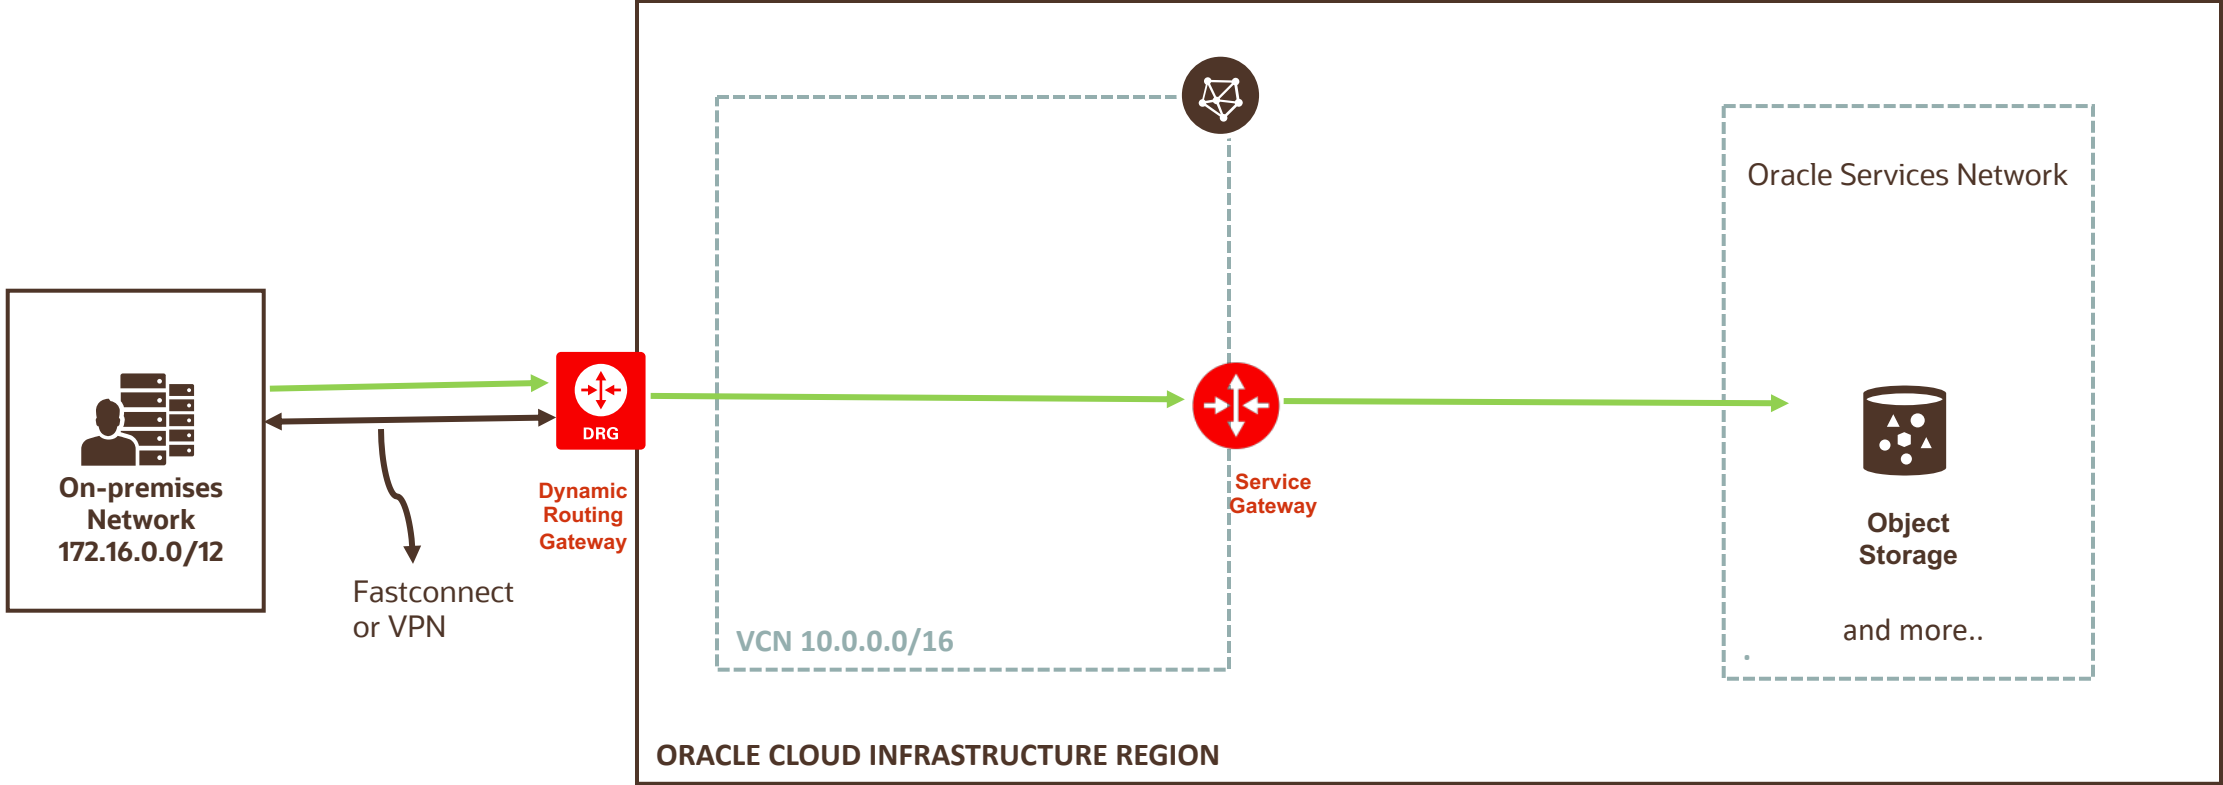 Oracle Services Network
On-premises
Network
172.16.0.0/12
DRG
Dynamic
Routing
Gateway
Fastconnect
or VPN
Service
Gateway
Object
Storage
and more..
.
VCN 10.0.0.0/16
ORACLE CLOUD INFRASTRUCTURE REGION